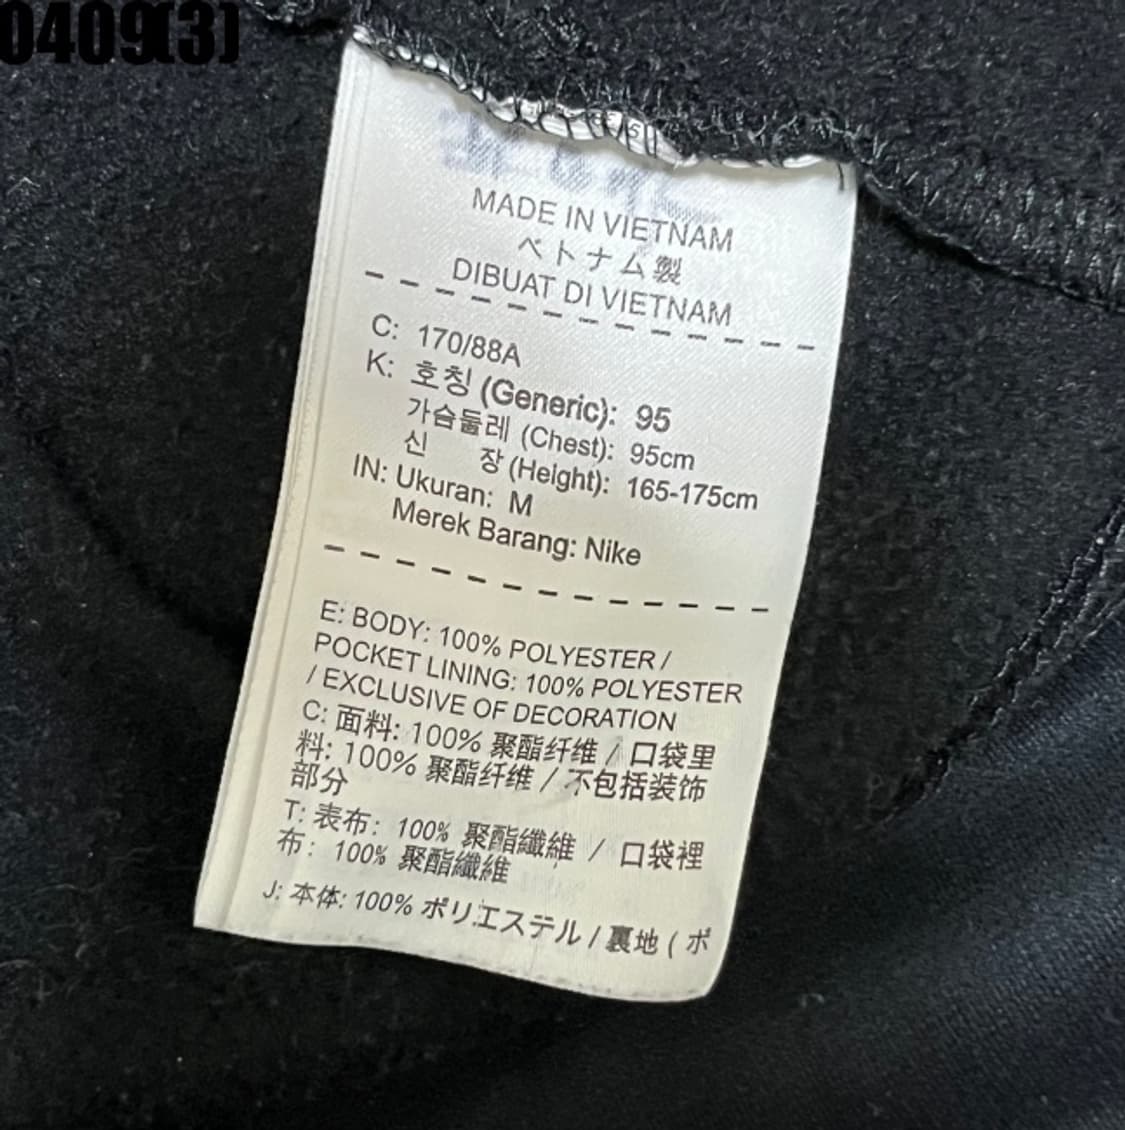 0409(3)
MADE IN VIETNAM
ベトナム製
DIBUAT DI VIETNAM
C: 170/88A
K: 호칭 (Generic): 95
가슴둘레 (Chest): 95cm
신 장 (Height): 165-175cm
IN: Ukuran: M
Merek Barang: Nike
E: BODY: 100% POLYESTER /
POCKET LINING: 100% POLYESTER
/ EXCLUSIVE OF DECORATION
C: 面料: 100% 聚酯纤维 / 口袋里
料: 100% 聚酯纤维 / 不包括装饰
部分
T: 表布: 100% 聚酯纖維 / 口袋裡
布: 100% 聚酯纖維
J: 本体: 100% ポリエステル / 裏地 ( ポ